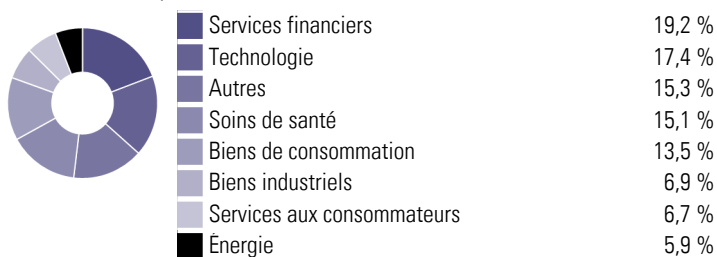 Services financiers 19,2 %
Technologie 17,4 %
Autres 15,3 %
Soins de santé 15,1 %
Biens de consommation 13,5 %
Biens industriels 6,9 %
Services aux consommateurs 6,7 %
Énergie 5,9 %